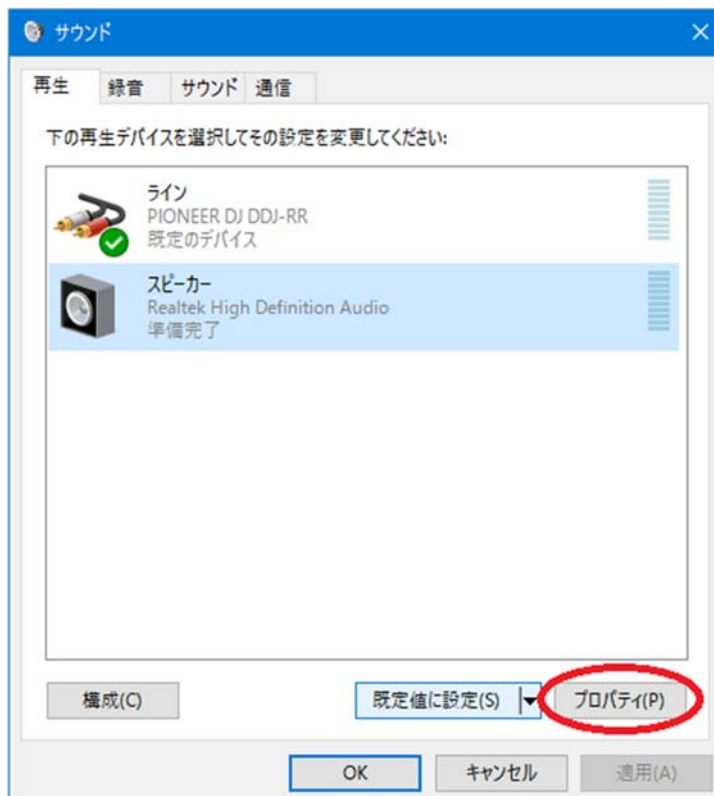 サウンド
再生 録音 サウンド 通信
下の再生デバイスを選択してその設定を変更してください:
ライン
PIONEER DJ DDJ-RR
既定のデバイス
スピーカー
Realtek High Definition Audio
準備完了
構成(C) 既定値に設定(S) プロパティ(P)
OK キャンセル 適用(A)